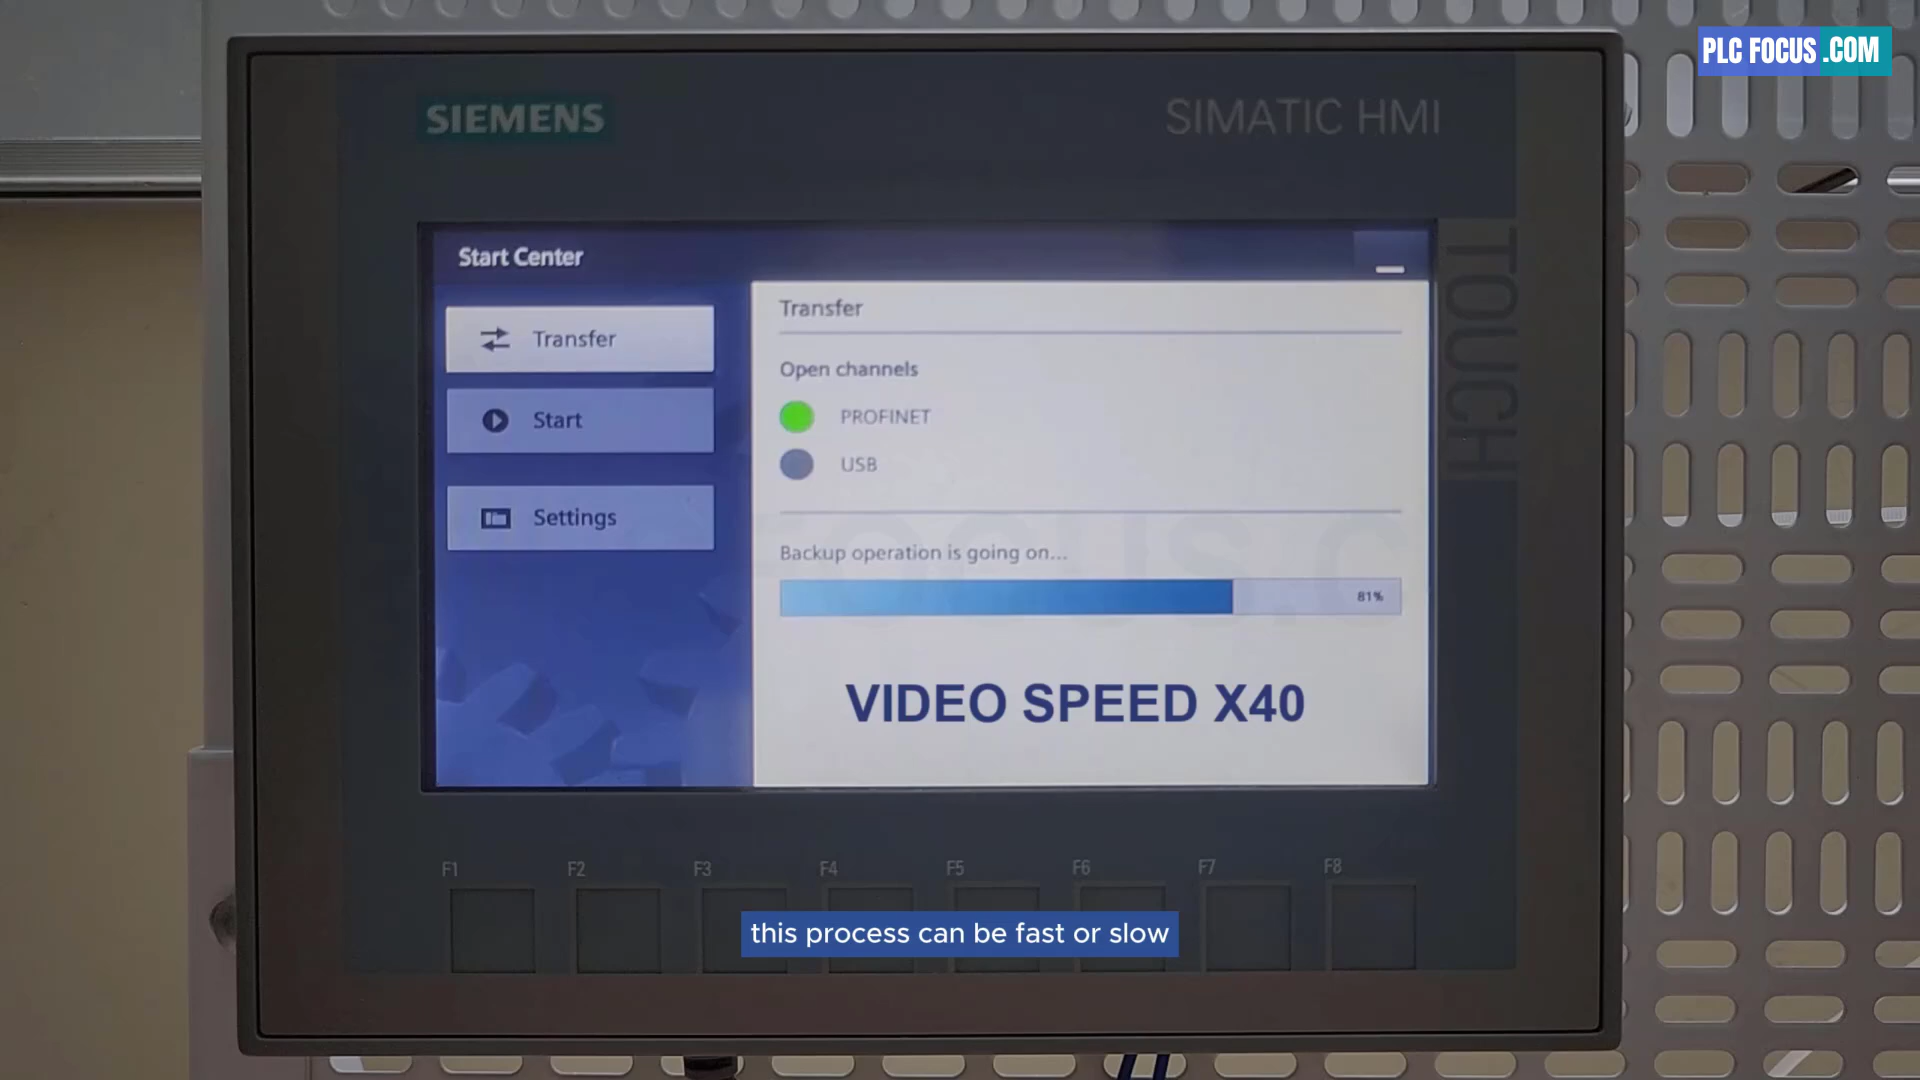 PLC FOCUS .COM
SIEMENS
SIMATIC HMI
TOUCH
Start Center
Transfer
Start
Settings
Transfer
Open channels
PROFINET
USB
Backup operation is going on...
81%
VIDEO SPEED X40
F1 F2 F3 F4 F5 F6 F7 F8
this process can be fast or slow